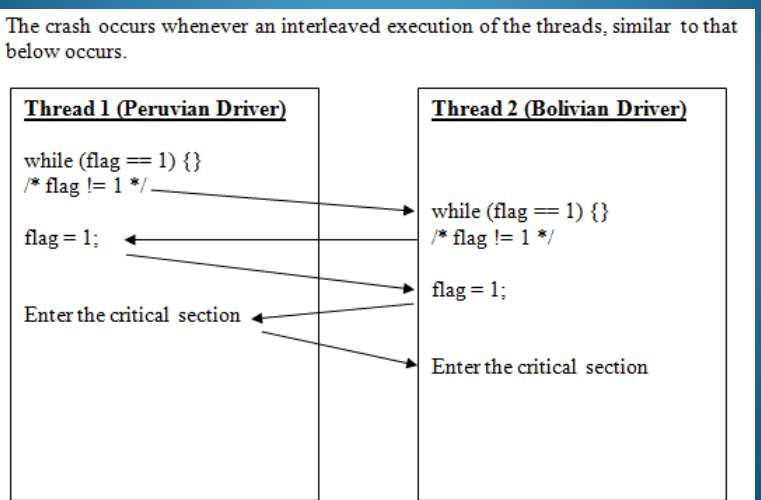 The crash occurs whenever an interleaved execution of the threads, similar to that
below occurs.
Thread 1 (Peruvian Driver)
while (flag == 1) {}
/* flag != 1 */
flag = 1;
Enter the critical section
Thread 2 (Bolivian Driver)
while (flag == 1) {}
/* flag != 1 */
flag = 1;
Enter the critical section